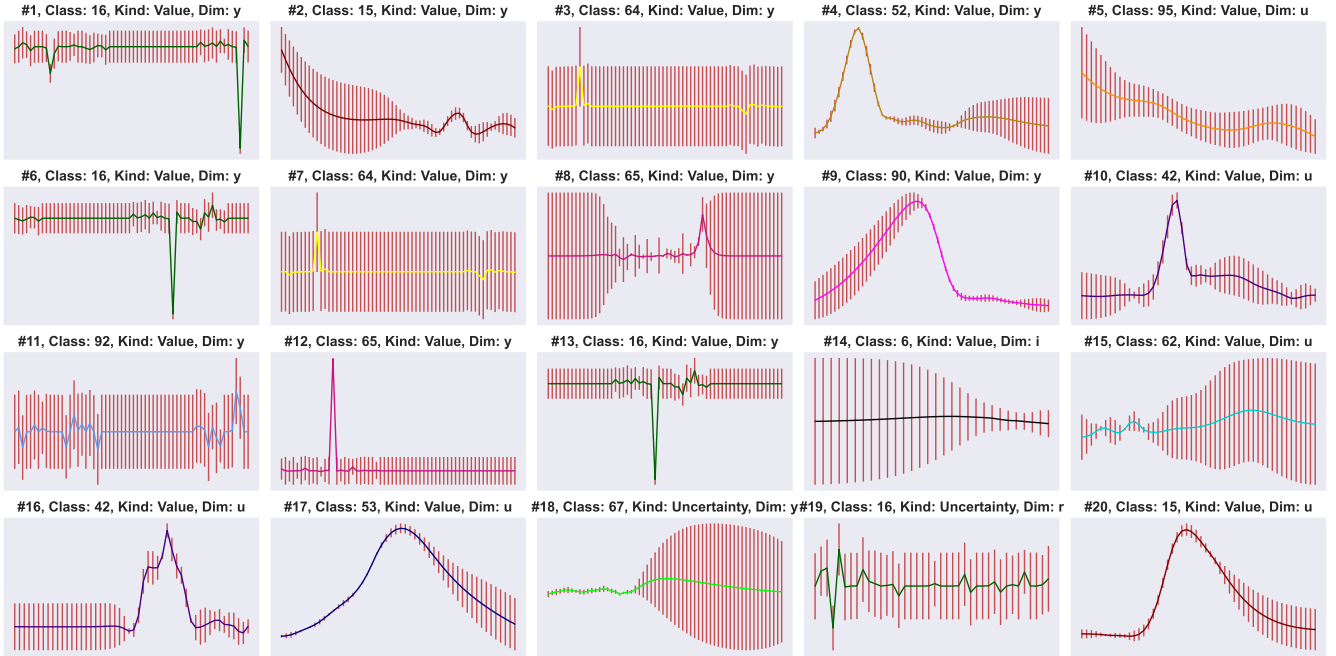 #1, Class: 16, Kind: Value, Dim: y
#2, Class: 15, Kind: Value, Dim: y
#3, Class: 64, Kind: Value, Dim: y
#4, Class: 52, Kind: Value, Dim: y
#5, Class: 95, Kind: Value, Dim: u
#6, Class: 16, Kind: Value, Dim: y
#7, Class: 64, Kind: Value, Dim: y
#8, Class: 65, Kind: Value, Dim: y
#9, Class: 90, Kind: Value, Dim: y
#10, Class: 42, Kind: Value, Dim: u
#11, Class: 92, Kind: Value, Dim: y
#12, Class: 65, Kind: Value, Dim: y
#13, Class: 16, Kind: Value, Dim: y
#14, Class: 6, Kind: Value, Dim: i
#15, Class: 62, Kind: Value, Dim: u
#16, Class: 42, Kind: Value, Dim: u
#17, Class: 53, Kind: Value, Dim: u
#18, Class: 67, Kind: Uncertainty, Dim: y
#19, Class: 16, Kind: Uncertainty, Dim: r
#20, Class: 15, Kind: Value, Dim: u